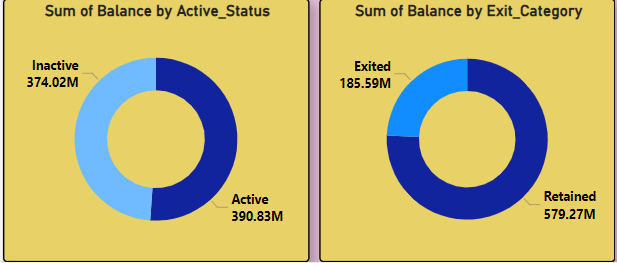 Sum of Balance by Active_Status
Inactive
374.02M
Active
390.83M
Sum of Balance by Exit_Category
Exited
185.59M
Retained
579.27M